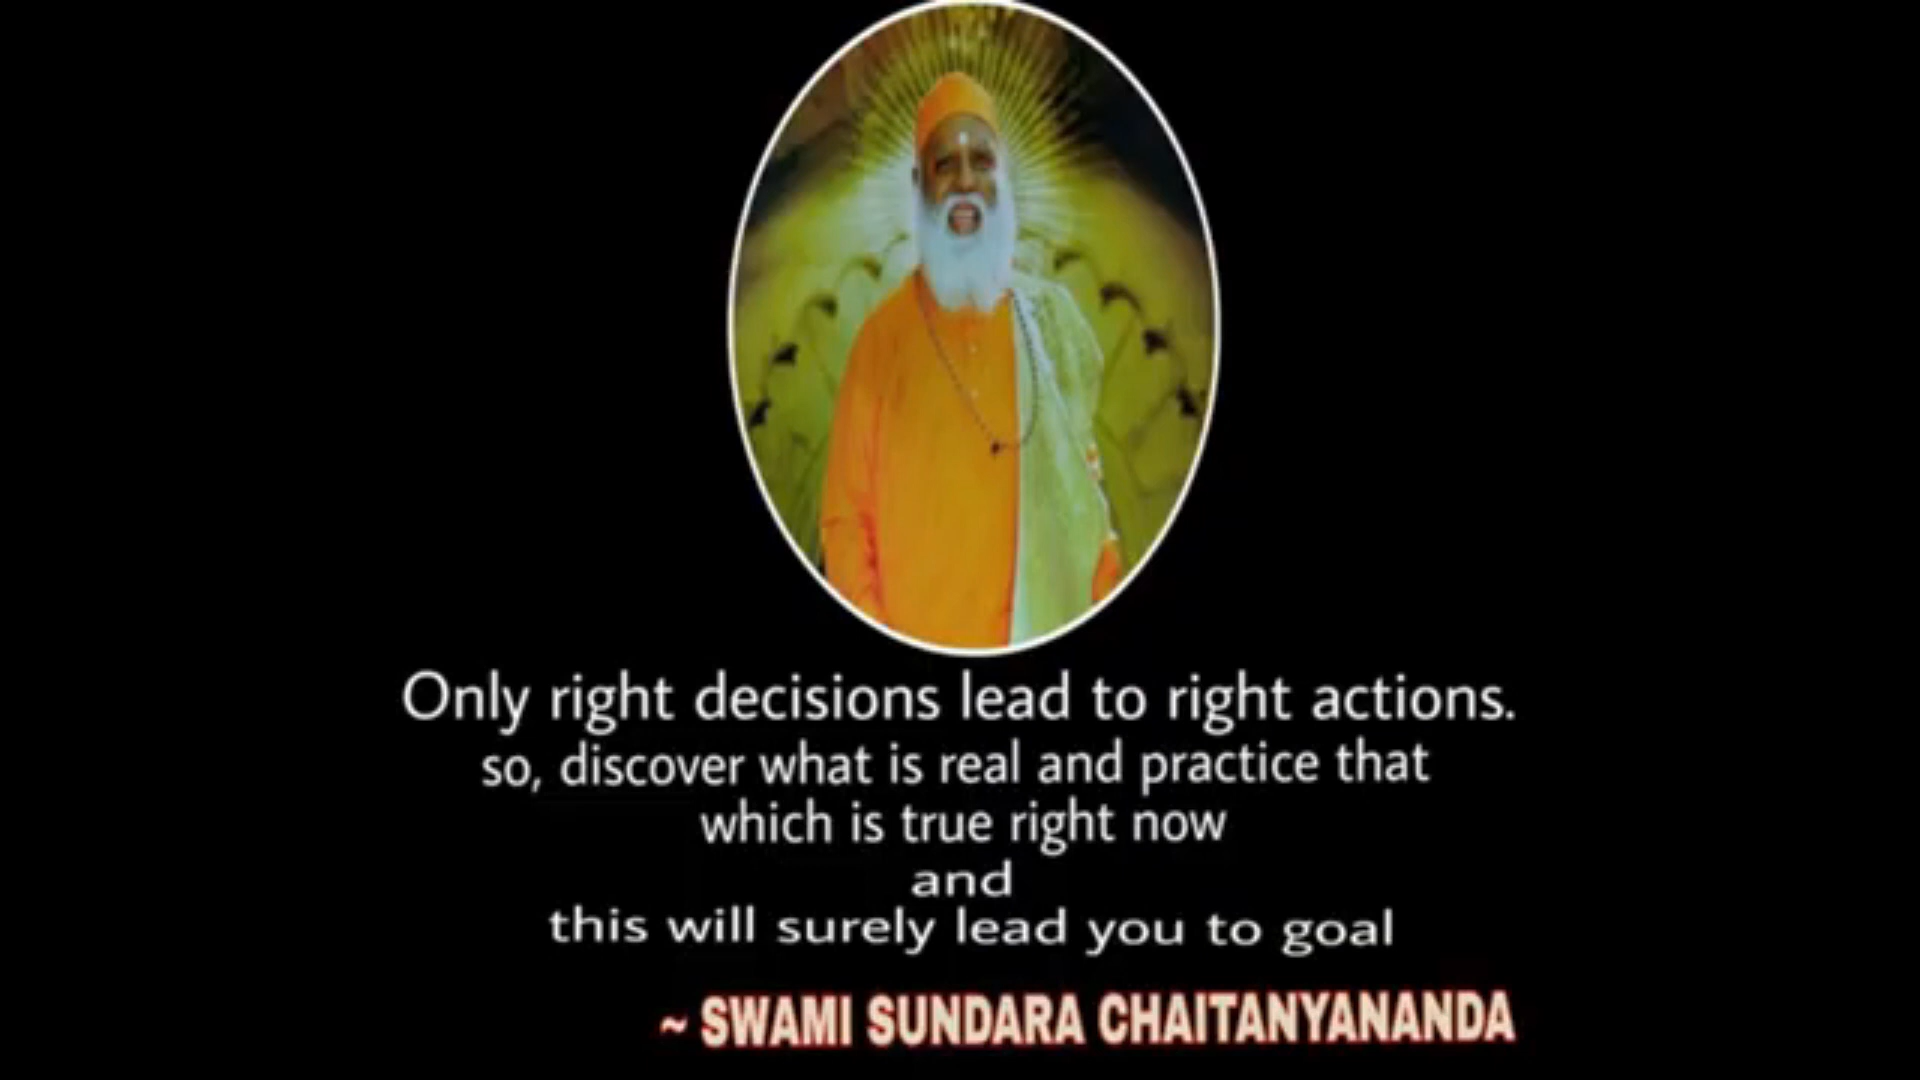 Only right decisions lead to right actions.
so, discover what is real and practice that
which is true right now
and
this will surely lead you to goal
~ SWAMI SUNDARA CHAITANYANANDA